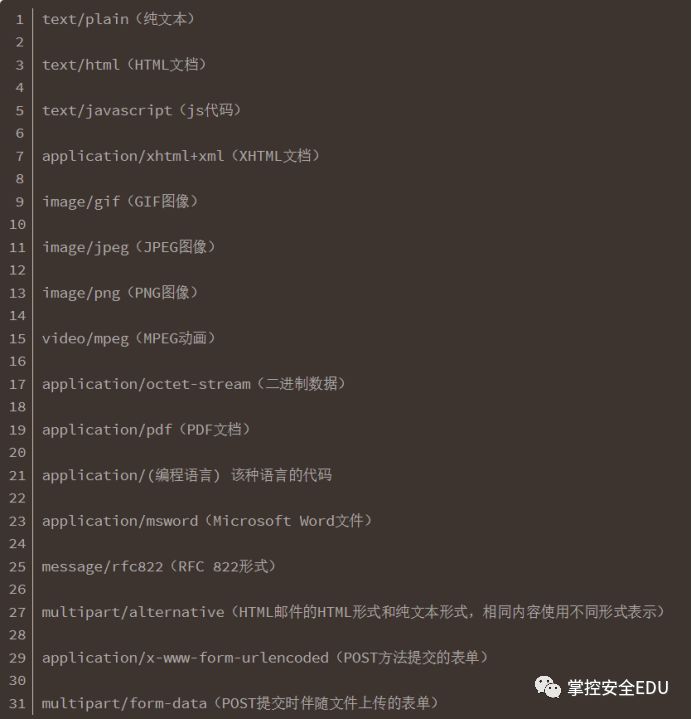 1 text/plain（纯文本）
2
3 text/html（HTML文档）
4
5 text/javascript（js代码）
6
7 application/xhtml+xml（XHTML文档）
8
9 image/gif（GIF图像）
10
11 image/jpeg（JPEG图像）
12
13 image/png（PNG图像）
14
15 video/mpeg（MPEG动画）
16
17 application/octet-stream（二进制数据）
18
19 application/pdf（PDF文档）
20
21 application/(编程语言) 该种语言的代码
22
23 application/msword（Microsoft Word文件）
24
25 message/rfc822（RFC 822形式）
26
27 multipart/alternative（HTML邮件的HTML形式和纯文本形式，相同内容使用不同形式表示）
28
29 application/x-www-form-urlencoded（POST方法提交的表单）
30
31 multipart/form-data（POST提交时伴随文件上传的表单）
掌控安全EDU